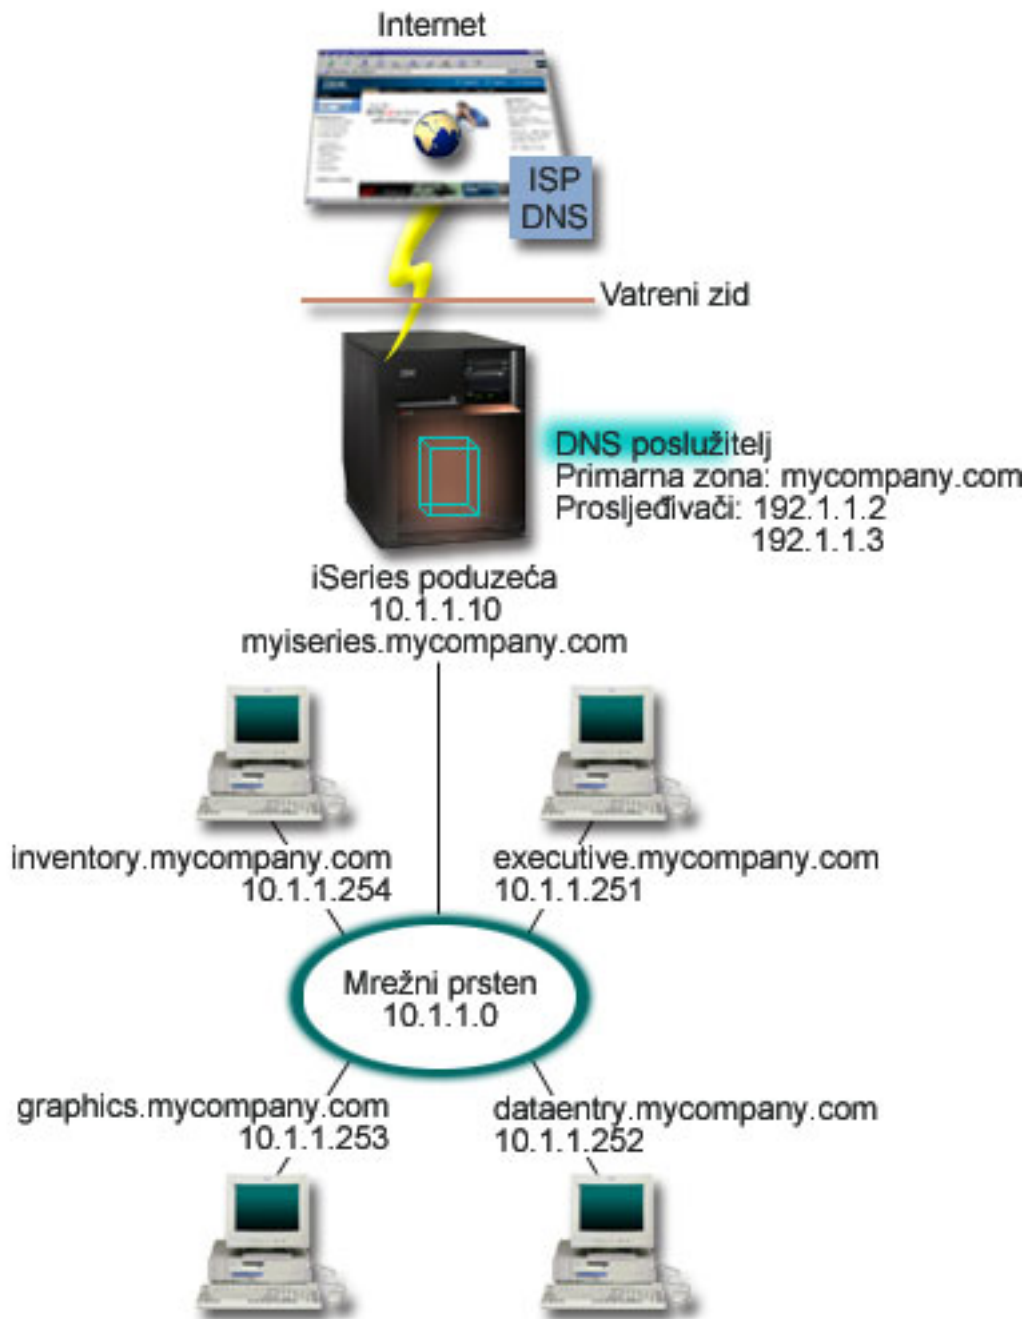 Internet
ISP
DNS
Vatreni zid
DNS poslužitelj
Primarna zona: mycompany.com
Prosljeđivači: 192.1.1.2
192.1.1.3
iSeries poduzeća
10.1.1.10
myiseries.mycompany.com
inventory.mycompany.com
10.1.1.254
executive.mycompany.com
10.1.1.251
Mrežni prsten
10.1.1.0
graphics.mycompany.com
10.1.1.253
dataentry.mycompany.com
10.1.1.252